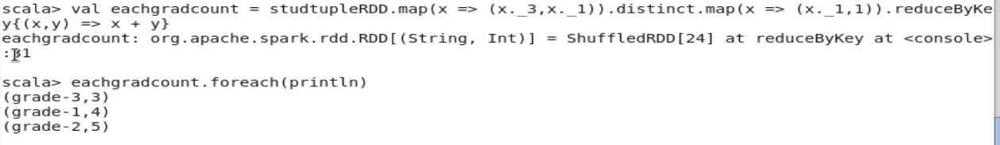 scala> val eachgradcount = studtupleRDD.map(x => (x._3,x._1)).distinct.map(x => (x._1,1)).reduceByKe
y{(x,y) => x + y}
eachgradcount: org.apache.spark.rdd.RDD[(String, Int)] = ShuffledRDD[24] at reduceByKey at <console>
:31
scala> eachgradcount.foreach(println)
(grade-3,3)
(grade-1,4)
(grade-2,5)